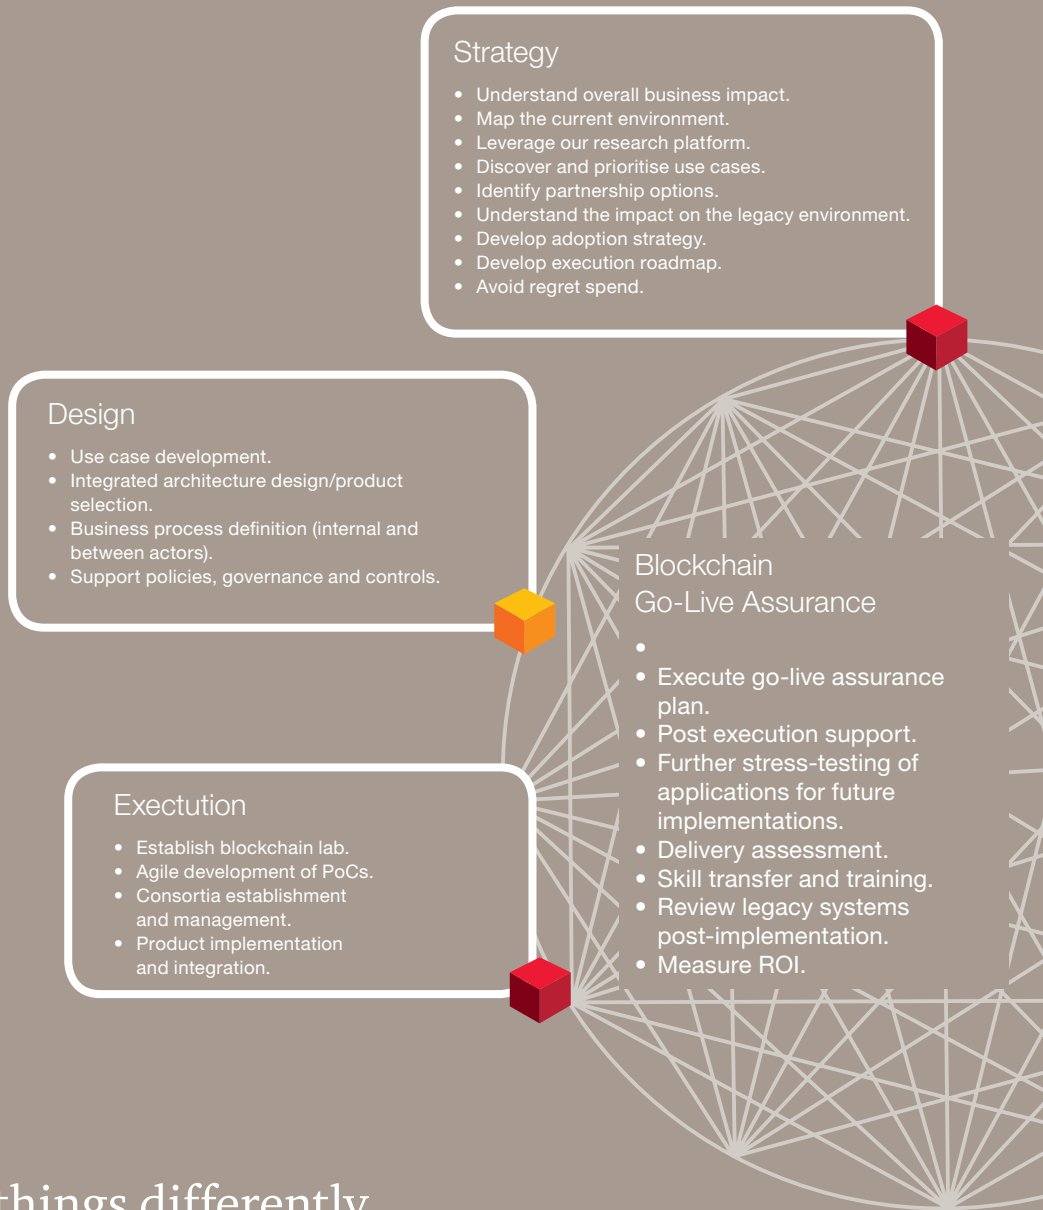 Strategy
• Understand overall business impact.
• Map the current environment.
• Leverage our research platform.
• Discover and prioritise use cases.
• Identify partnership options.
• Understand the impact on the legacy environment.
• Develop adoption strategy.
• Develop execution roadmap.
• Avoid regret spend.
Design
• Use case development.
• Integrated architecture design/product
selection.
• Business process definition (internal and
between actors).
• Support policies, governance and controls.
Blockchain
Go-Live Assurance
•
• Execute go-live assurance
plan.
• Post execution support.
• Further stress-testing of
applications for future
implementations.
• Delivery assessment.
• Skill transfer and training.
• Review legacy systems
post-implementation.
• Measure ROI.
Exectution
• Establish blockchain lab.
• Agile development of PoCs.
• Consortia establishment
and management.
• Product implementation
and integration.
things differently